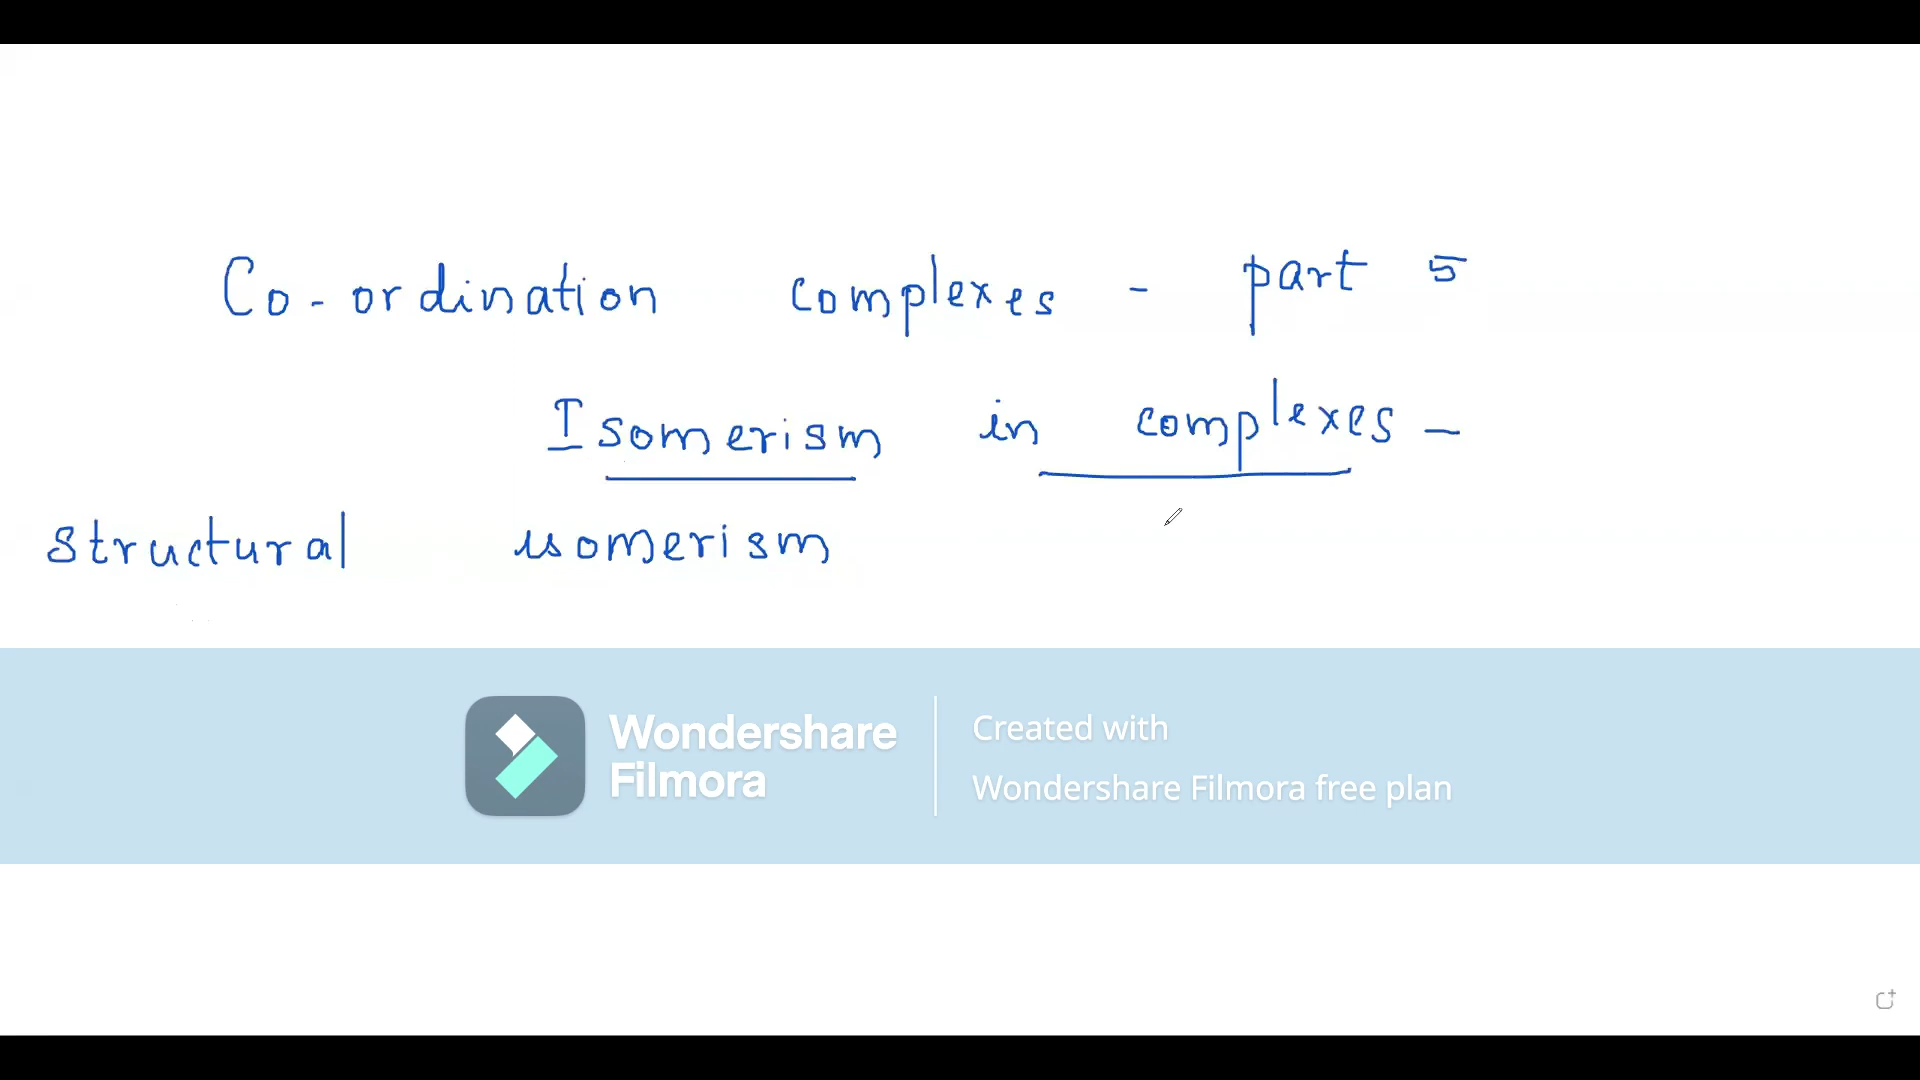 Co-ordination complexes - part 5
Isomerism in complexes -
structural isomerism
Wondershare
Filmora
Created with
Wondershare Filmora free plan